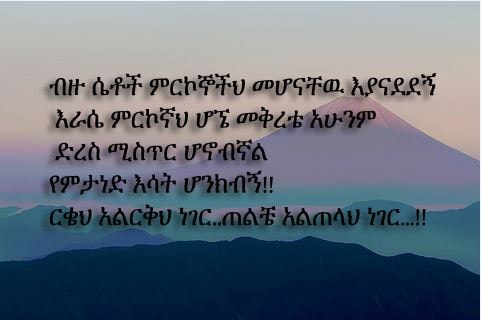 ብዙ ሴቶች ምርኮኞችህ መሆናቸዉ እያናደደኝ
እራሴ ምርኮኛህ ሆኜ መቅረቴ አሁንም
ድረስ ሚስጥር ሆኖብኛል
የምታነድ እሳት ሆንክብኝ!!
ርቄህ አልርቅህ ነገር...ጠልቼ አልጠላህ ነገር...!!